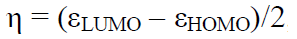 η = (εLUMO – εHOMO)/2